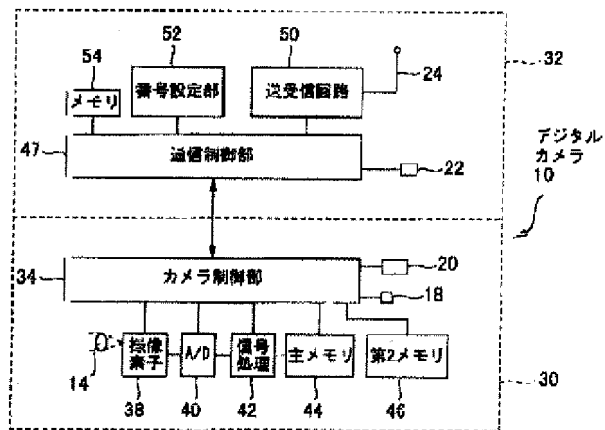 52
50
54
24
32
メモリ
番号設定部
送受信回路
47
通信制御部
22
デジタル
カメラ
10
34
カメラ制御部
20
18
撮像
素子
A/D
信号
処理
主メモリ
第2メモリ
14
38
40
42
44
46
30